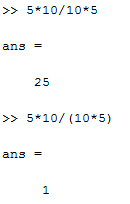 >> 5*10/10*5
ans =
25
>> 5*10/(10*5)
ans =
1